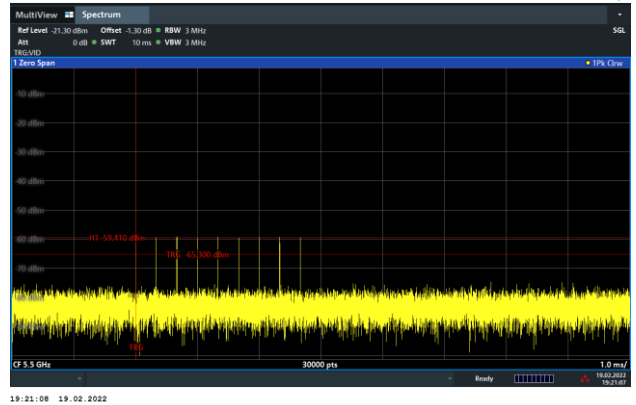 MultiView Spectrum
Ref Level -21.30 dBm Offset -1.30 dB RBW 3 MHz SGL
Att 0 dB SWT 10 ms VBW 3 MHz
TRG:VID
1 Zero Span 1Pk Clrw
-10 dBm
-20 dBm
-30 dBm
-40 dBm
-50 dBm
-60 dBm H1 -59.410 dBm
TRG -65.300 dBm
-70 dBm
TRG
CF 5.5 GHz 30000 pts 1.0 ms/
Ready 19.02.2022
19:21:07
19:21:08 19.02.2022